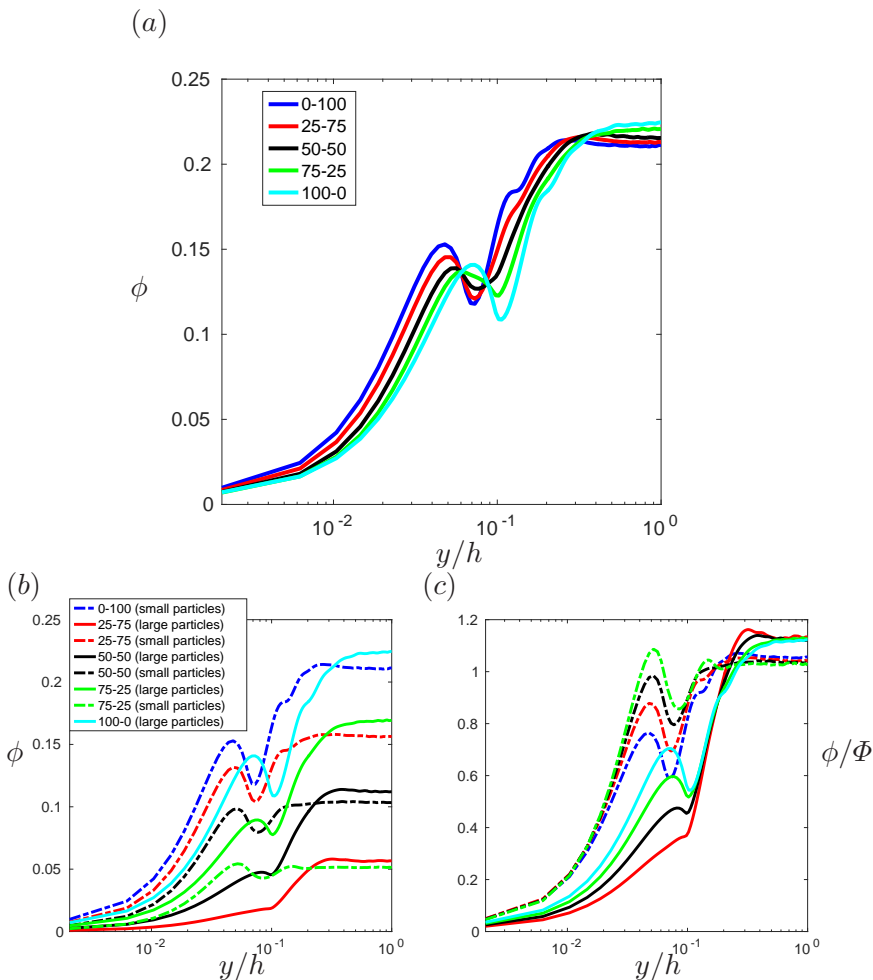 (a)
0.25
0.2
0.15
0.1
0.05
0
0-100
25-75
50-50
75-25
100-0
ϕ
10^-2
10^-1
10^0
y/h
(b)
0.25
0.2
0.15
0.1
0.05
0
0-100 (small particles)
25-75 (large particles)
25-75 (small particles)
50-50 (large particles)
50-50 (small particles)
75-25 (large particles)
75-25 (small particles)
100-0 (large particles)
ϕ
10^-2
10^-1
10^0
y/h
(c)
1.2
1
0.8
0.6
0.4
0.2
0
ϕ/Φ
10^-2
10^-1
10^0
y/h